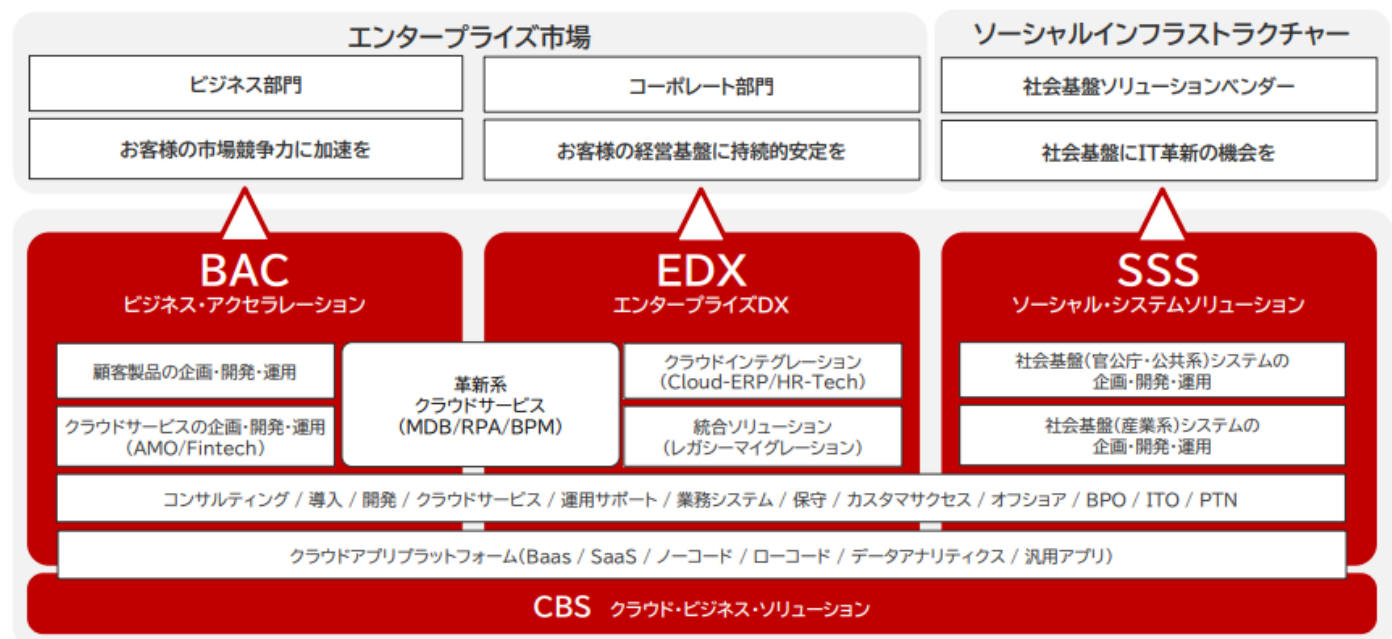 エンタープライズ市場
ソーシャルインフラストラクチャー
ビジネス部門
コーポレート部門
社会基盤ソリューションベンダー
お客様の市場競争力に加速を
お客様の経営基盤に持続的安定を
社会基盤にIT革新の機会を
BAC
ビジネス・アクセラレーション
EDX
エンタープライズDX
SSS
ソーシャル・システムソリューション
顧客製品の企画・開発・運用
クラウドサービスの企画・開発・運用
(AMO/Fintech)
革新系
クラウドサービス
(MDB/RPA/BPM)
クラウドインテグレーション
(Cloud-ERP/HR-Tech)
統合ソリューション
(レガシーマイグレーション)
社会基盤(官公庁・公共系)システムの
企画・開発・運用
社会基盤(産業系)システムの
企画・開発・運用
コンサルティング / 導入 / 開発 / クラウドサービス / 運用サポート / 業務システム / 保守 / カスタマサクセス / オフショア / BPO / ITO / PTN
クラウドアプリプラットフォーム(Baas / SaaS / ノーコード / ローコード / データアナリティクス / 汎用アプリ)
CBS クラウド・ビジネス・ソリューション